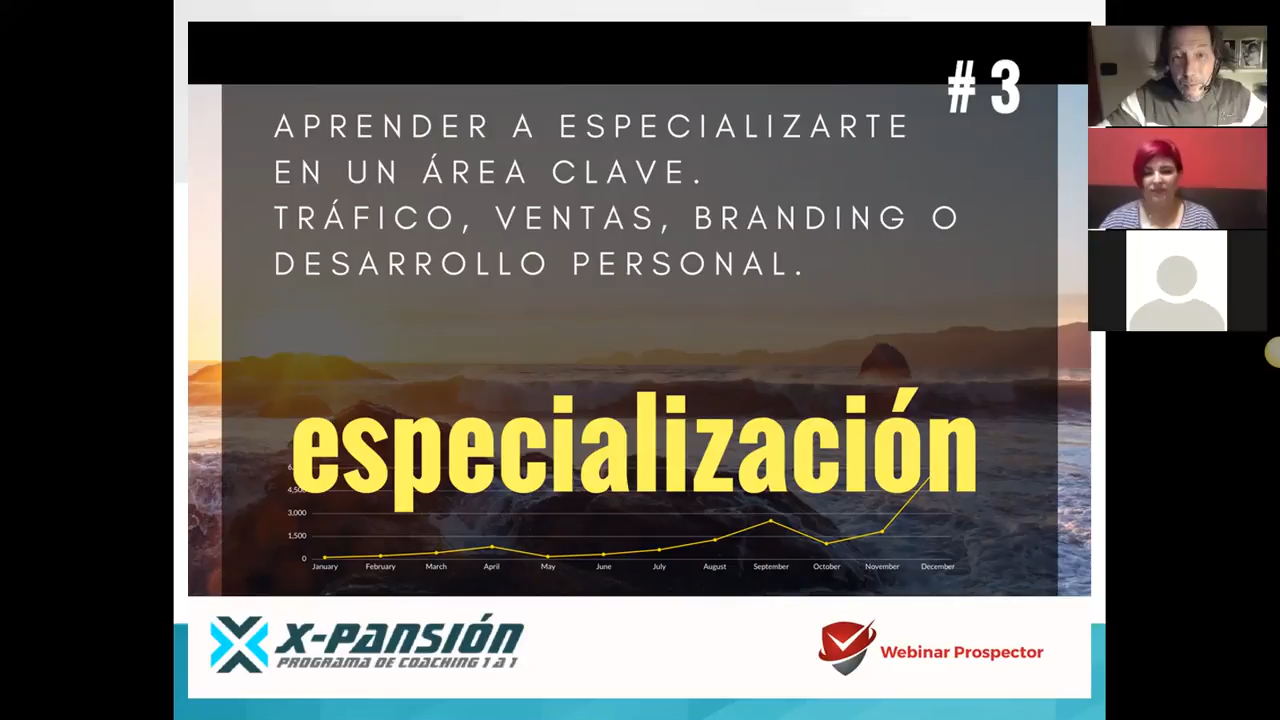 # 3
APRENDER A ESPECIALIZARTE
EN UN ÁREA CLAVE.
TRÁFICO, VENTAS, BRANDING O
DESARROLLO PERSONAL.
especialización
3,000
1,500
0
January February March April May June July August September October November December
X-PANSIÓN
PROGRAMA DE COACHING 1 A 1
Webinar Prospector